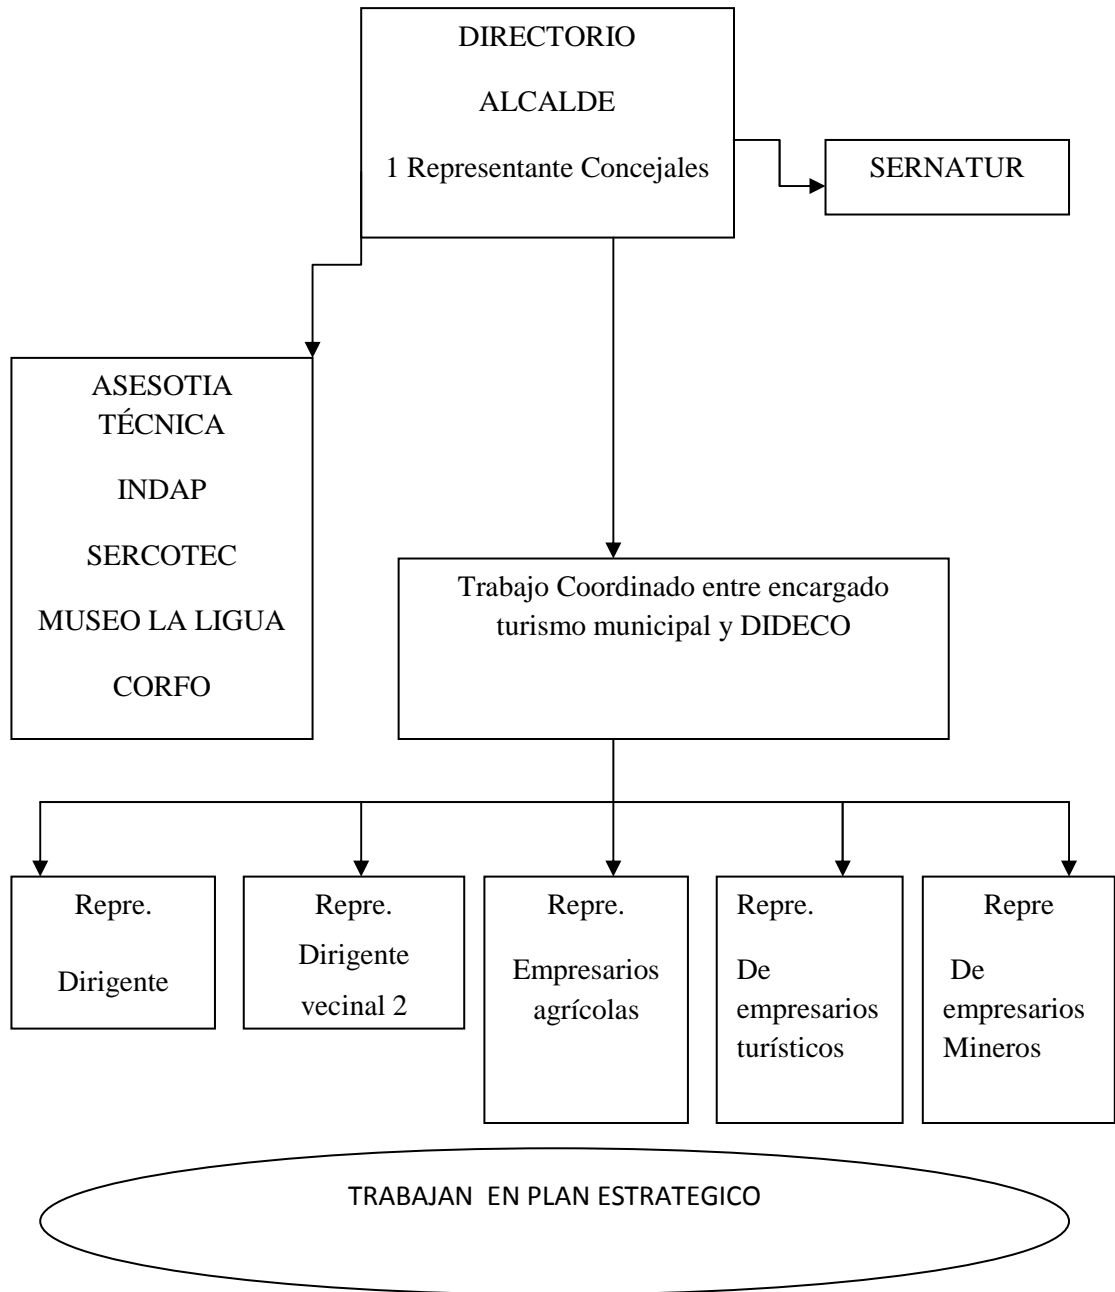 DIRECTORIO
ALCALDE
1 Representante Concejales
SERNATUR
ASESOTIA
TÉCNICA
INDAP
SERCOTEC
MUSEO LA LIGUA
CORFO
Trabajo Coordinado entre encargado
turismo municipal y DIDECO
Repre.
Dirigente
Repre.
Dirigente
vecinal 2
Repre.
Empresarios
agrícolas
Repre.
De
empresarios
turísticos
Repre
De
empresarios
Mineros
TRABAJAN EN PLAN ESTRATEGICO